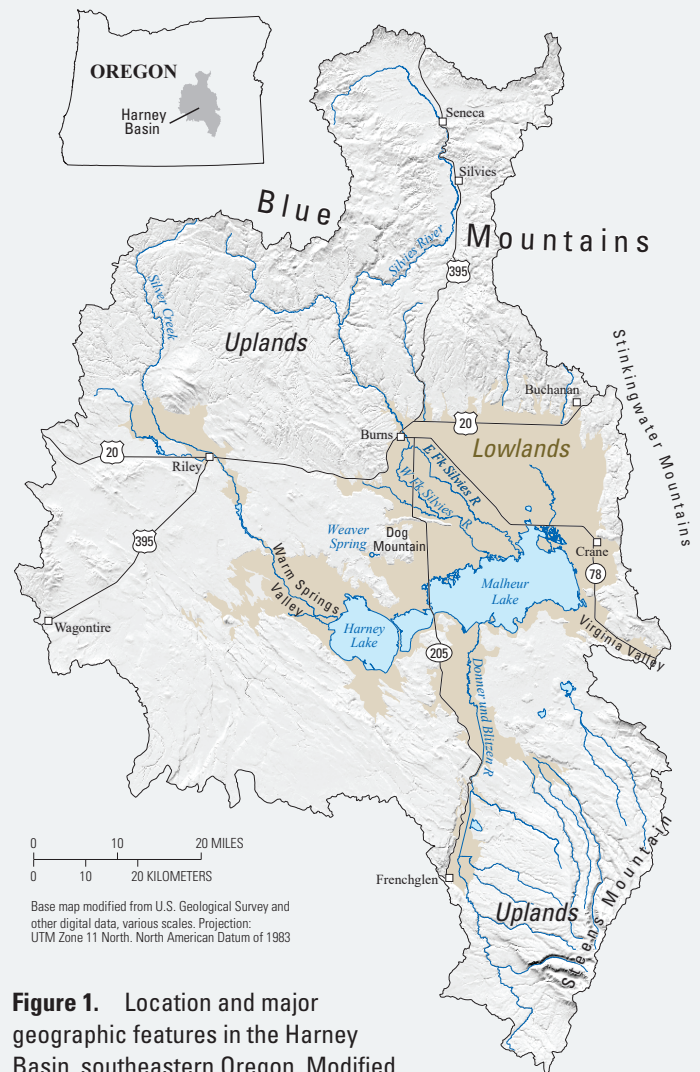 OREGON
Harney
Basin
Seneca
Silvies
Blue
Mountains
Silvies River
395
Silver Creek
Uplands
Stinkingwater Mountains
Buchanan
20
Burns
Lowlands
20
Riley
E Fk Silvies R
W Fk Silvies R
395
Weaver
Spring
Dog
Mountain
Crane
78
Malheur
Lake
Warm Springs
Valley
Wagontire
Harney
Lake
Virginia Valley
205
Donner und Blitzen R
0 10 20 MILES
0 10 20 KILOMETERS
Frenchglen
Uplands
Steens Mountain
Base map modified from U.S. Geological Survey and
other digital data, various scales. Projection:
UTM Zone 11 North. North American Datum of 1983
Figure 1. Location and major
geographic features in the Harney
Basin, southeastern Oregon. Modified